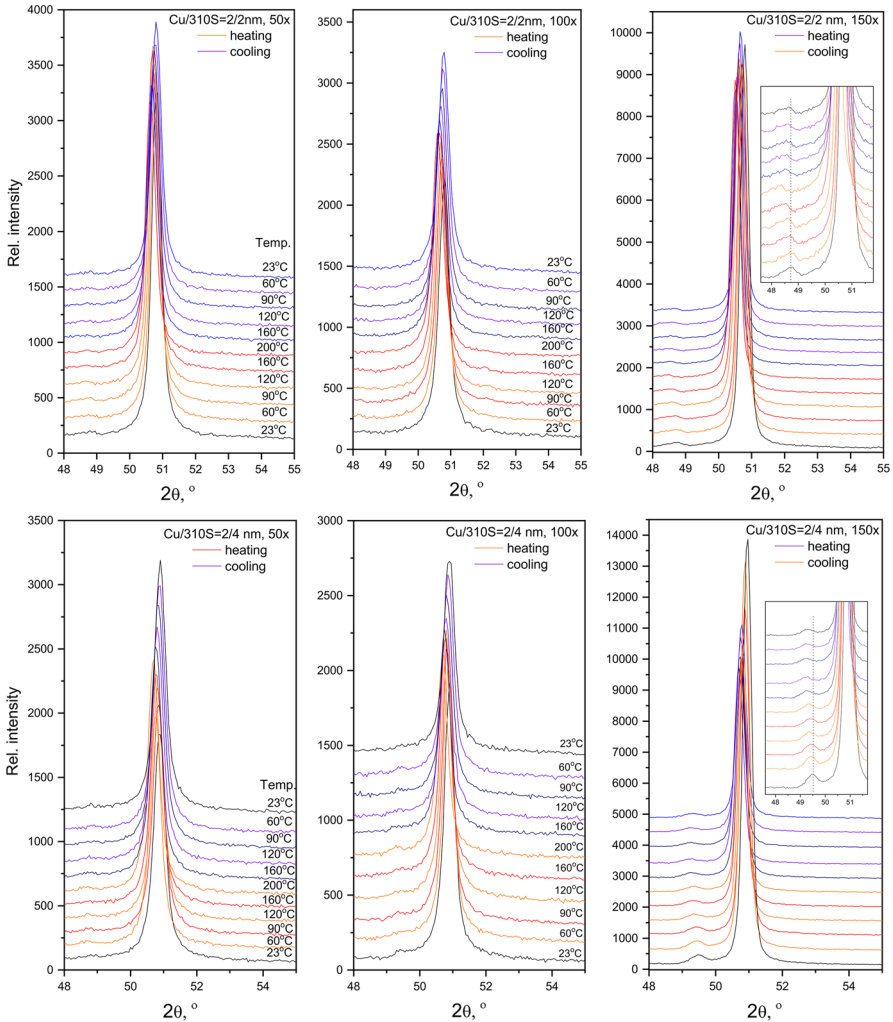 Cu/310S=2/2nm, 50x
heating
cooling
Rel. intensity
4000
3500
3000
2500
2000
1500
1000
500
0
Temp.
23°C
60°C
90°C
120°C
160°C
200°C
160°C
120°C
90°C
60°C
23°C
48 49 50 51 52 53 54 55
2θ, °
Cu/310S=2/2nm, 100x
heating
cooling
3500
3000
2500
2000
1500
1000
500
0
23°C
60°C
90°C
120°C
160°C
200°C
160°C
120°C
90°C
60°C
23°C
48 49 50 51 52 53 54 55
2θ, °
Cu/310S=2/2 nm, 150x
heating
cooling
10000
9000
8000
7000
6000
5000
4000
3000
2000
1000
0
48 49 50 51
48 49 50 51 52 53 54 55
2θ, °
Cu/310S=2/4 nm, 50x
heating
cooling
Rel. intensity
3500
3000
2500
2000
1500
1000
500
0
Temp.
23°C
60°C
90°C
120°C
160°C
200°C
160°C
120°C
90°C
60°C
23°C
48 50 52 54
2θ, °
Cu/310S=2/4 nm, 100x
heating
cooling
3000
2500
2000
1500
1000
500
0
23°C
60°C
90°C
120°C
160°C
200°C
160°C
120°C
90°C
60°C
23°C
48 50 52 54
2θ, °
Cu/310S=2/4 nm, 150x
heating
cooling
14000
13000
12000
11000
10000
9000
8000
7000
6000
5000
4000
3000
2000
1000
0
48 49 50 51
48 50 52 54
2θ, °